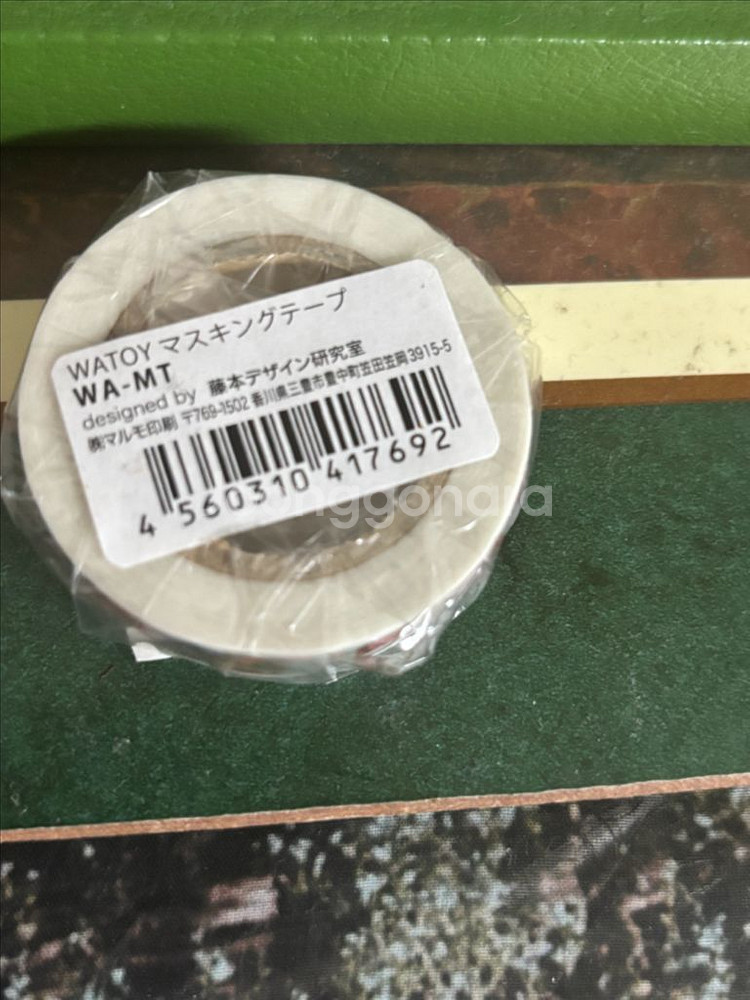 WATOY マスキングテープ
WA-MT
designed by 藤本デザイン研究室
㈱マルモ印刷 〒769-1502 香川県三豊市豊中町笠田笠岡3915-5
4 560310 417692